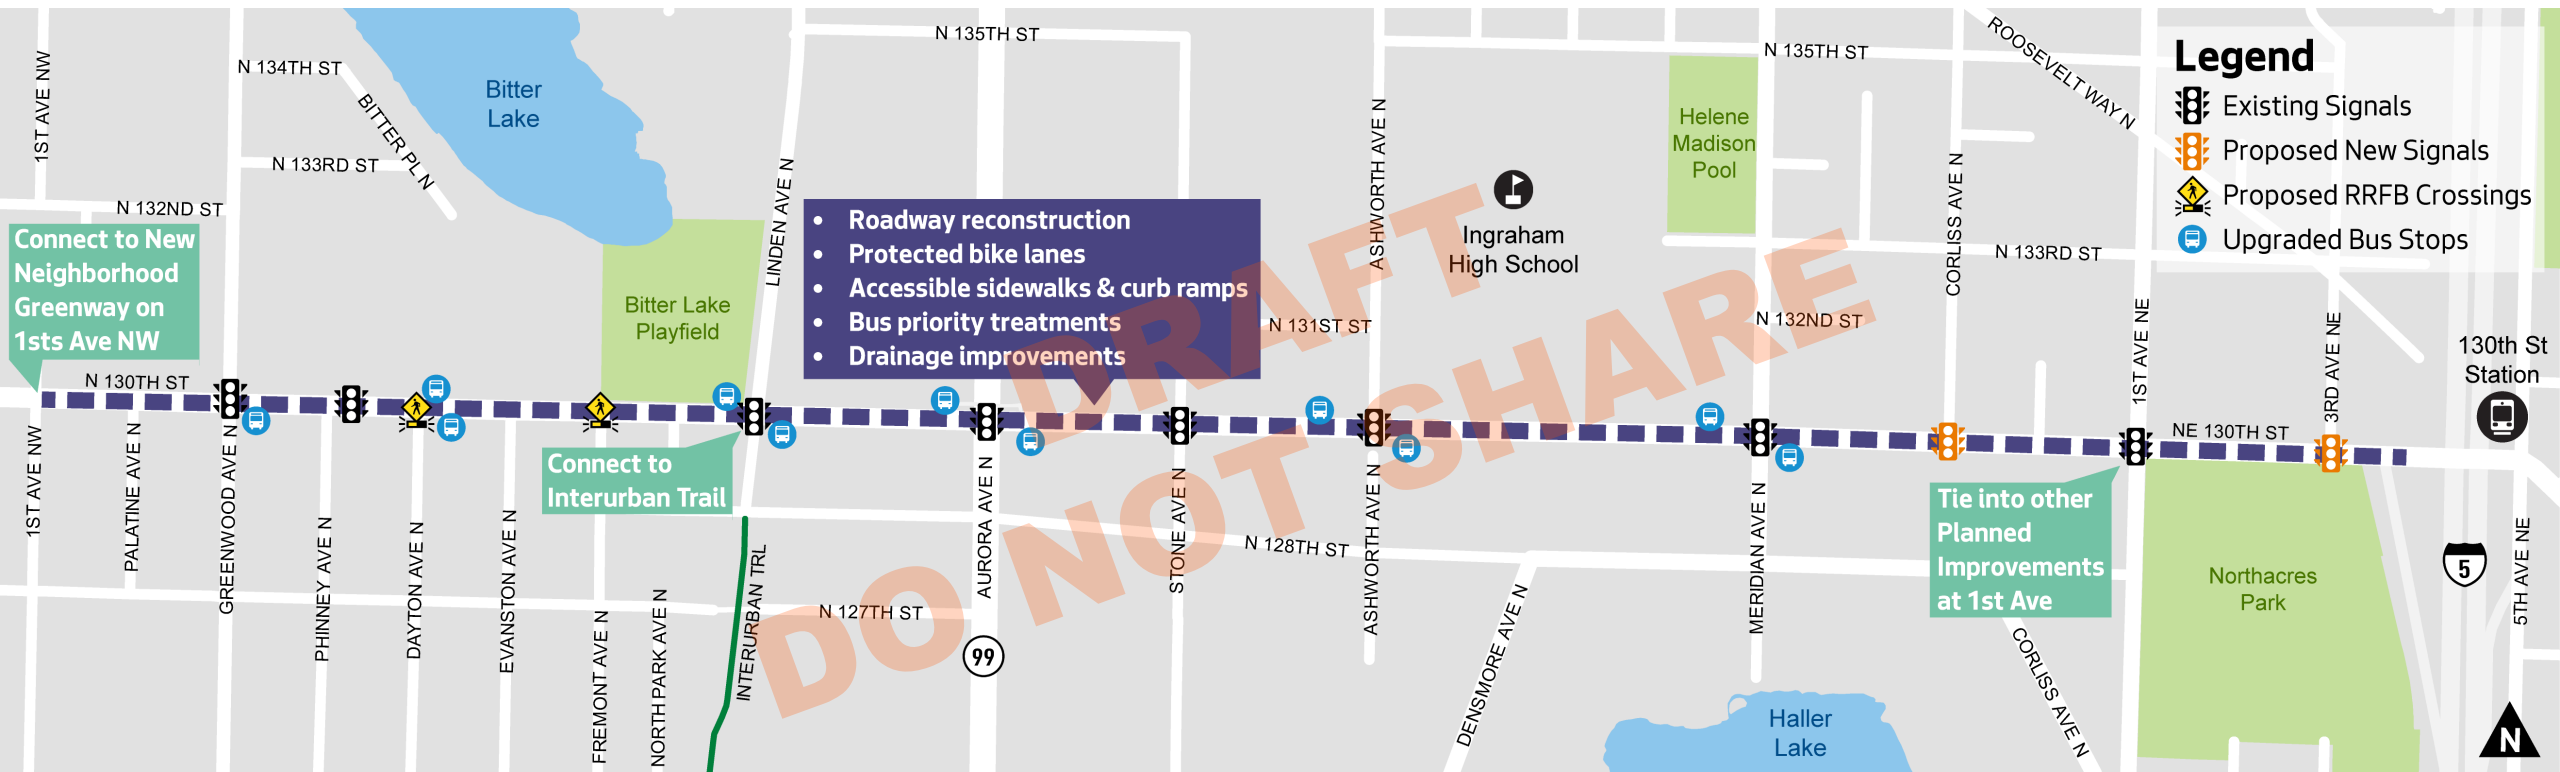 Legend
Existing Signals
Proposed New Signals
Proposed RRFB Crossings
Upgraded Bus Stops
N 135TH ST
N 135TH ST
ROOSEVELT WAY N
1ST AVE NW
N 134TH ST
BITTER PL N
N 133RD ST
N 132ND ST
Bitter
Lake
LINDEN AVE N
ASHWORTH AVE N
Helene
Madison
Pool
Ingraham
High School
CORLISS AVE N
N 133RD ST
N 132ND ST
N 131ST ST
1ST AVE NE
3RD AVE NE
130th St
Station
Connect to New
Neighborhood
Greenway on
1sts Ave NW
Bitter Lake
Playfield
• Roadway reconstruction
• Protected bike lanes
• Accessible sidewalks & curb ramps
• Bus priority treatments
• Drainage improvements
DRAFT
DO NOT SHARE
N 130TH ST
NE 130TH ST
Connect to
Interurban Trail
Tie into other
Planned
Improvements
at 1st Ave
1ST AVE NW
PALATINE AVE N
GREENWOOD AVE N
PHINNEY AVE N
DAYTON AVE N
EVANSTON AVE N
FREMONT AVE N
NORTH PARK AVE N
INTERURBAN TRL
N 127TH ST
AURORA AVE N
99
STONE AVE N
N 128TH ST
ASHWORTH AVE N
DENSMORE AVE N
MERIDIAN AVE N
Haller
Lake
CORLISS AVE N
Northacres
Park
5
5TH AVE NE
N